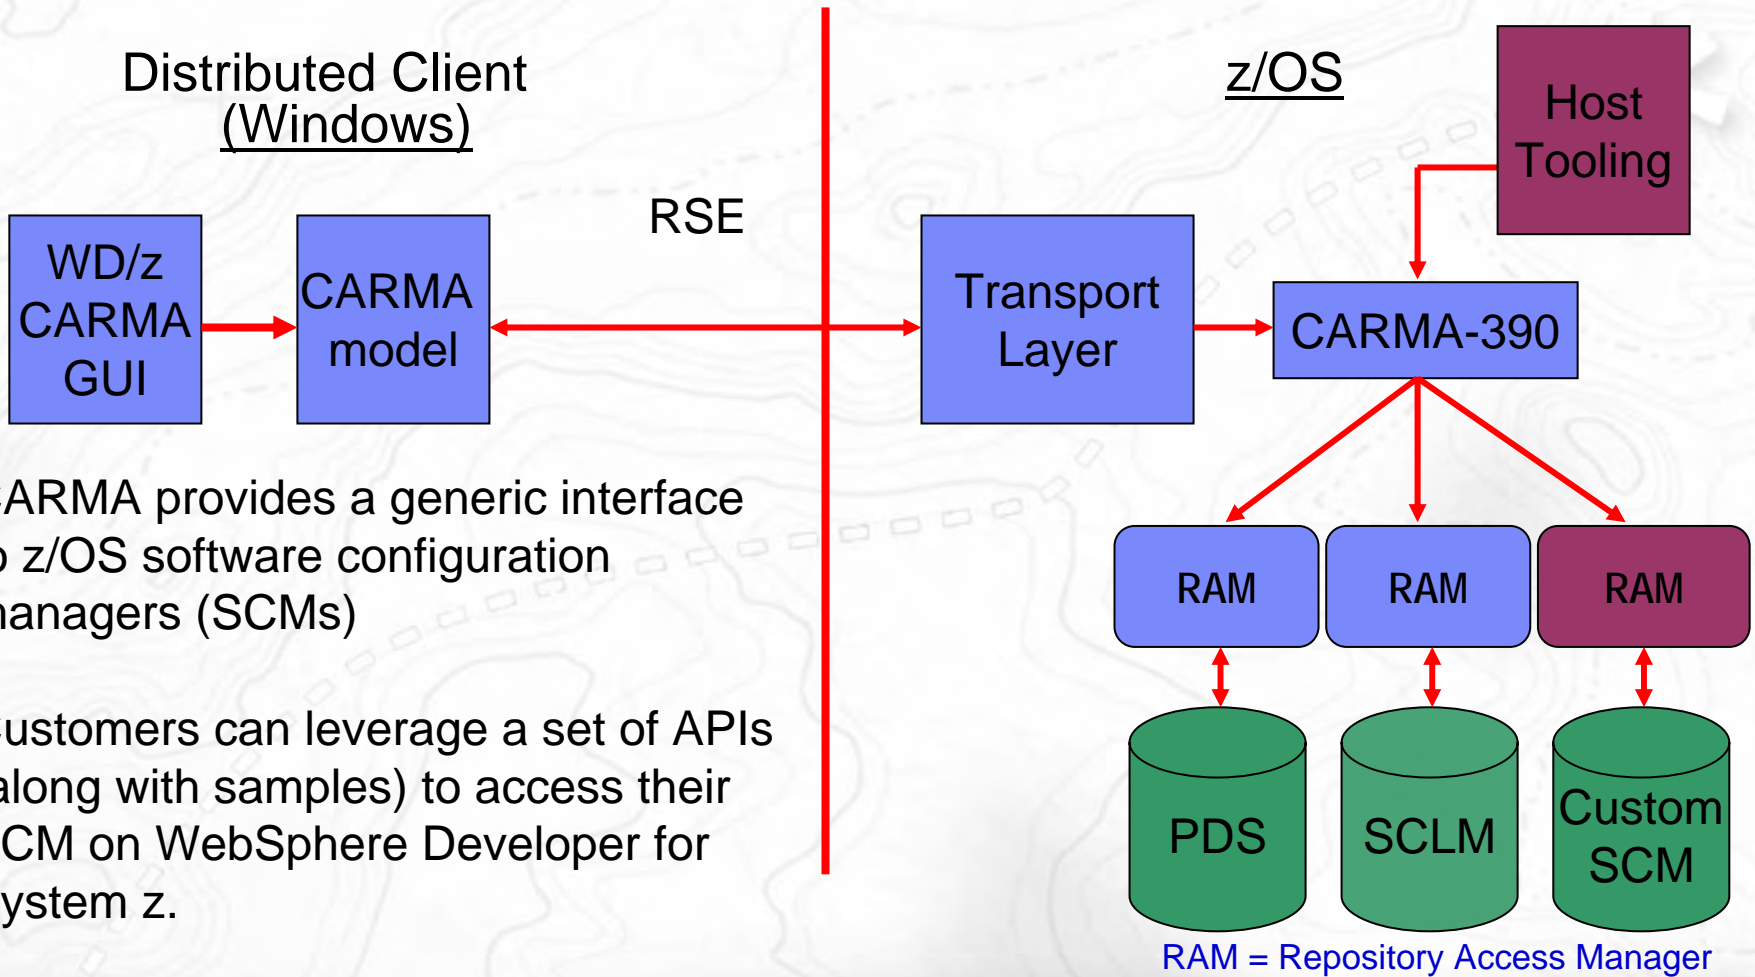 Distributed Client
(Windows)
z/OS
Host
Tooling
RSE
WD/z
CARMA
GUI
CARMA
model
Transport
Layer
CARMA-390
ARMA provides a generic interface
z/OS software configuration
anagers (SCMs)
RAM
RAM
RAM
ustomers can leverage a set of APIs
along with samples) to access their
CM on WebSphere Developer for
ystem z.
PDS
SCLM
Custom
SCM
RAM = Repository Access Manager